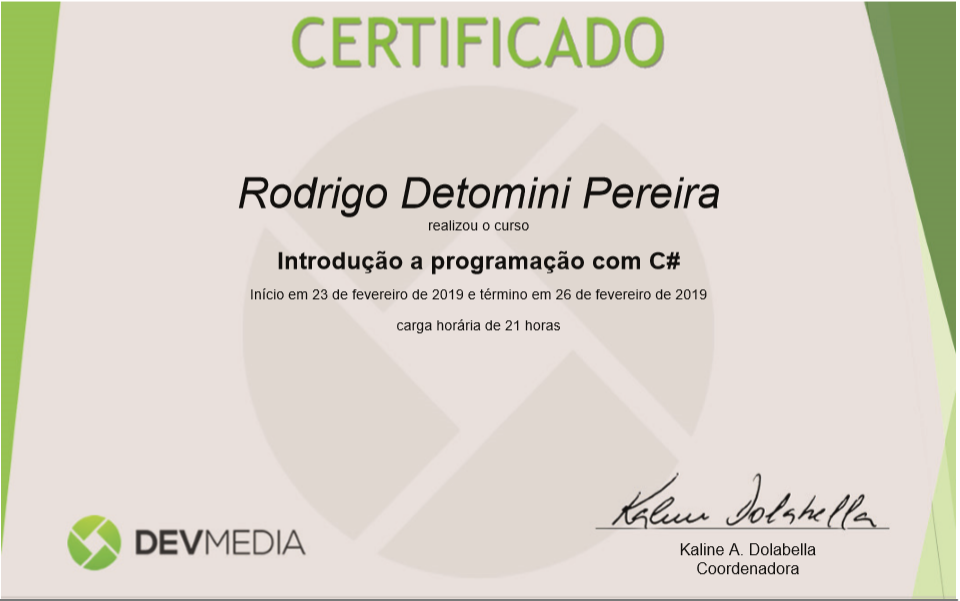 CERTIFICADO
Rodrigo Detomini Pereira
realizou o curso
Introdução a programação com C#
Início em 23 de fevereiro de 2019 e término em 26 de fevereiro de 2019
carga horária de 21 horas
Kaline Dolabella
DEVMEDIA
Kaline A. Dolabella
Coordenadora